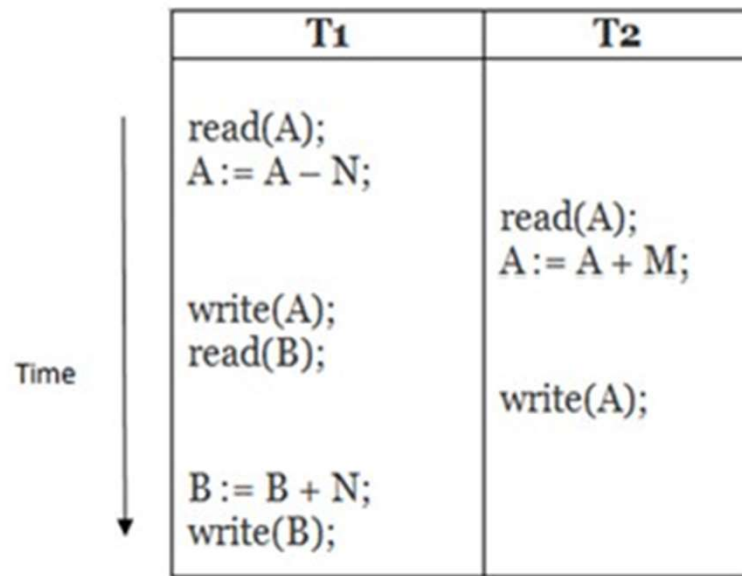 T1 T2
read(A);
A := A – N;
read(A);
A := A + M;
write(A);
read(B);
Time
write(A);
B := B + N;
write(B);